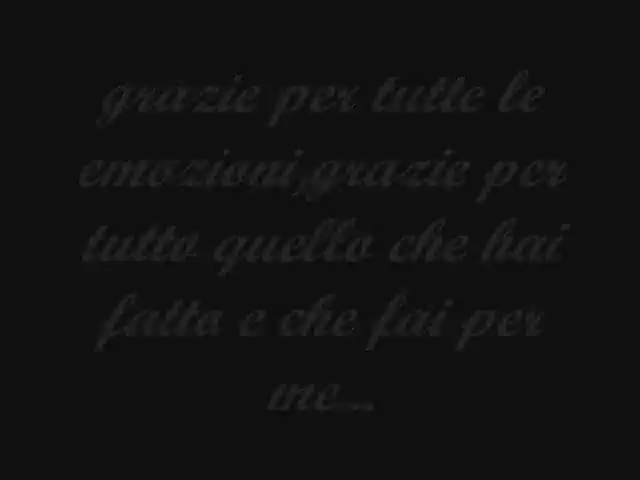 grazie per tutte le
emozioni,grazie per
tutto quello che hai
fatto e che fai per
me...